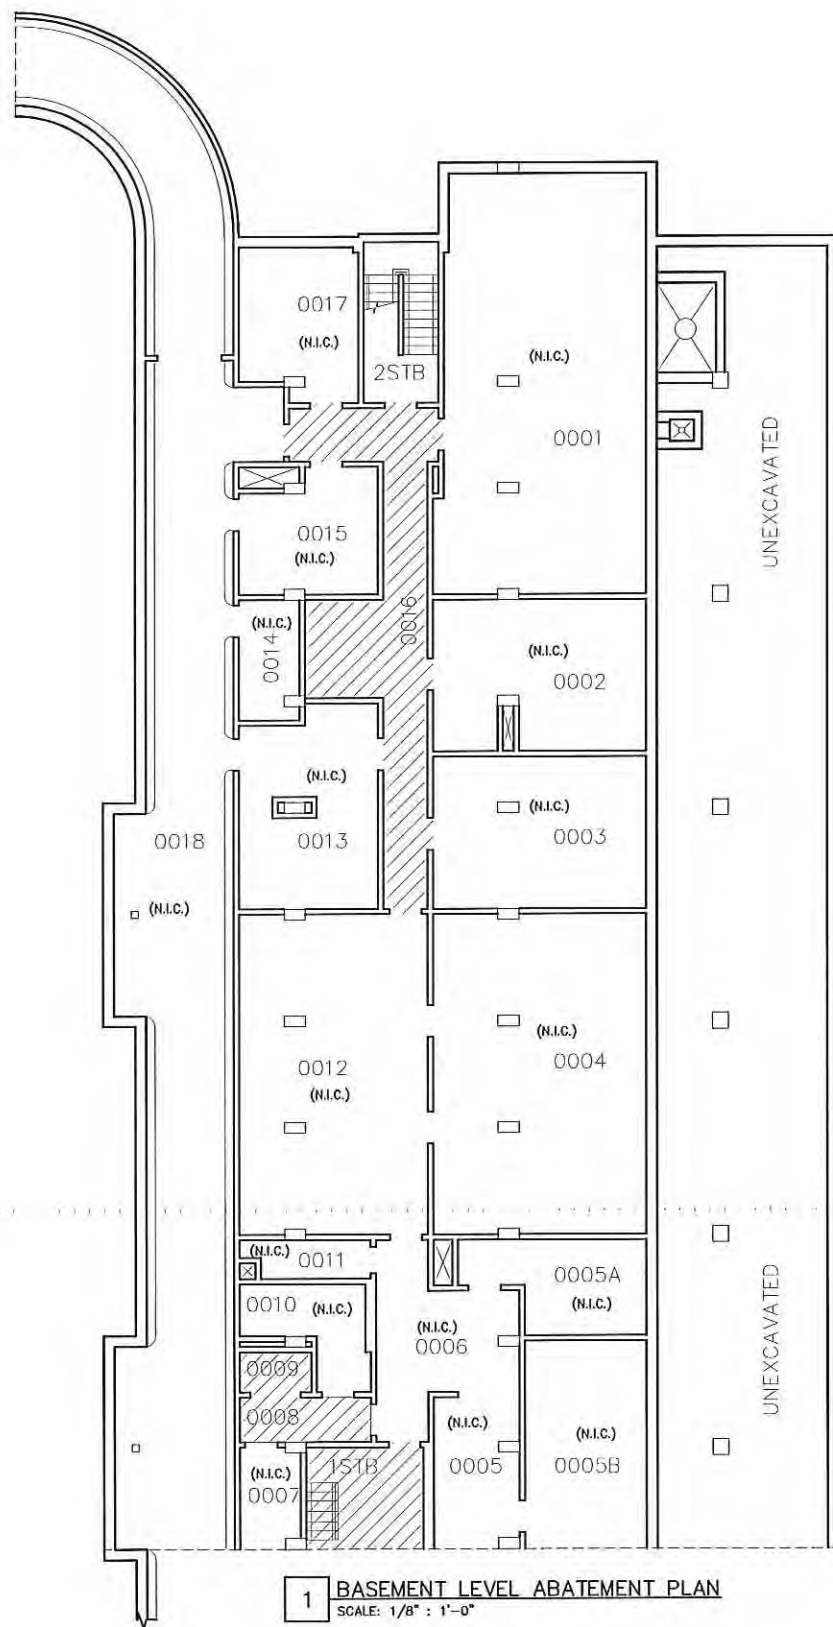 0017
(N.I.C.)
2STB
(N.I.C.)
0001
UNEXCAVATED
0015
(N.I.C.)
0016
(N.I.C.)
0014
(N.I.C.)
0002
(N.I.C.)
0013
(N.I.C.)
0003
0018
(N.I.C.)
(N.I.C.)
0004
0012
(N.I.C.)
(N.I.C.)
0011
0005A
(N.I.C.)
0010
(N.I.C.)
(N.I.C.)
0006
UNEXCAVATED
0009
0008
(N.I.C.)
0005
(N.I.C.)
0005B
(N.I.C.)
0007
1STB
1 BASEMENT LEVEL ABATEMENT PLAN
SCALE: 1/8" : 1'-0"